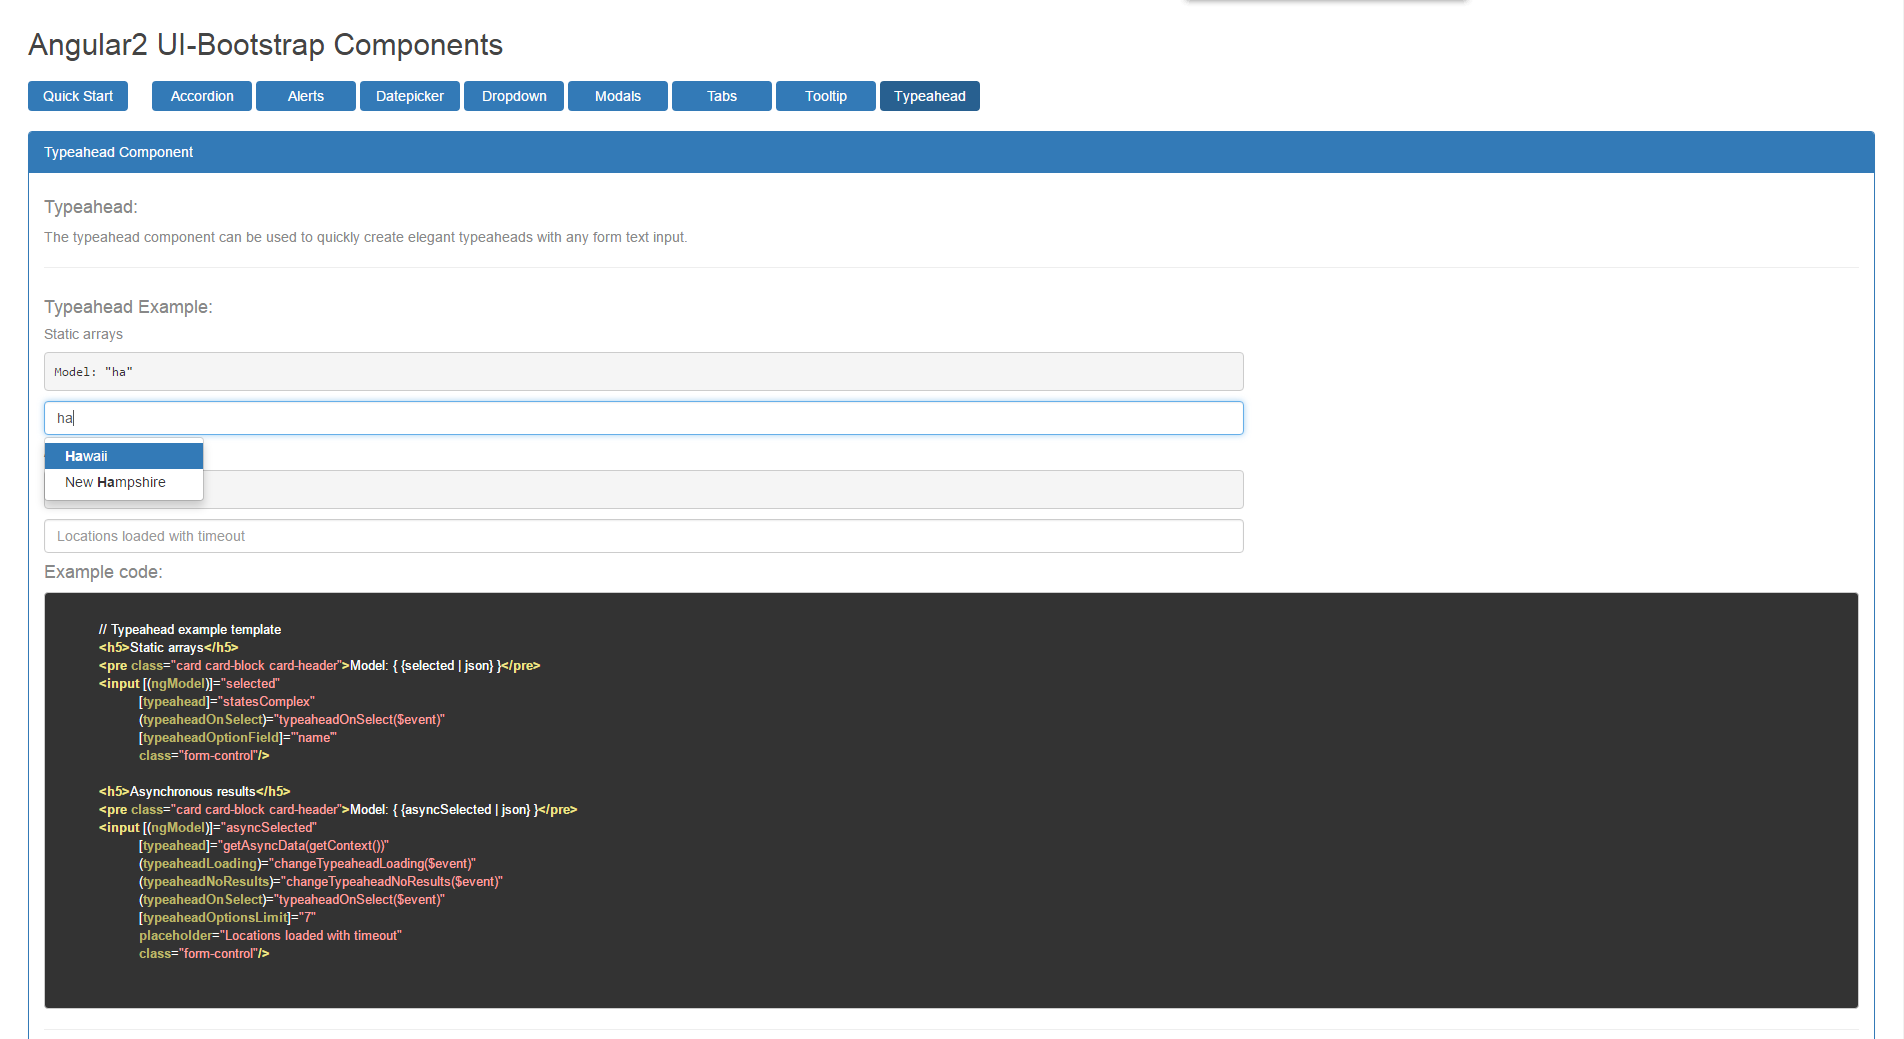 Angular2 UI-Bootstrap Components
Quick Start Accordion Alerts Datepicker Dropdown Modals Tabs Tooltip Typeahead
Typeahead Component
Typeahead:
The typeahead component can be used to quickly create elegant typeaheads with any form text input.
Typeahead Example:
Static arrays
Model: "ha"
ha
Hawaii
New Hampshire
Locations loaded with timeout
Example code:
// Typeahead example template
<h5>Static arrays</h5>
<pre class="card card-block card-header">Model: { {selected | json} }</pre>
<input [(ngModel)]="selected"
[typeahead]="statesComplex"
(typeaheadOnSelect)="typeaheadOnSelect($event)"
[typeaheadOptionField]="'name'"
class="form-control"/>
<h5>Asynchronous results</h5>
<pre class="card card-block card-header">Model: { {asyncSelected | json} }</pre>
<input [(ngModel)]="asyncSelected"
[typeahead]="getAsyncData(getContext())"
(typeaheadLoading)="changeTypeaheadLoading($event)"
(typeaheadNoResults)="changeTypeaheadNoResults($event)"
(typeaheadOnSelect)="typeaheadOnSelect($event)"
[typeaheadOptionsLimit]="7"
placeholder="Locations loaded with timeout"
class="form-control"/>